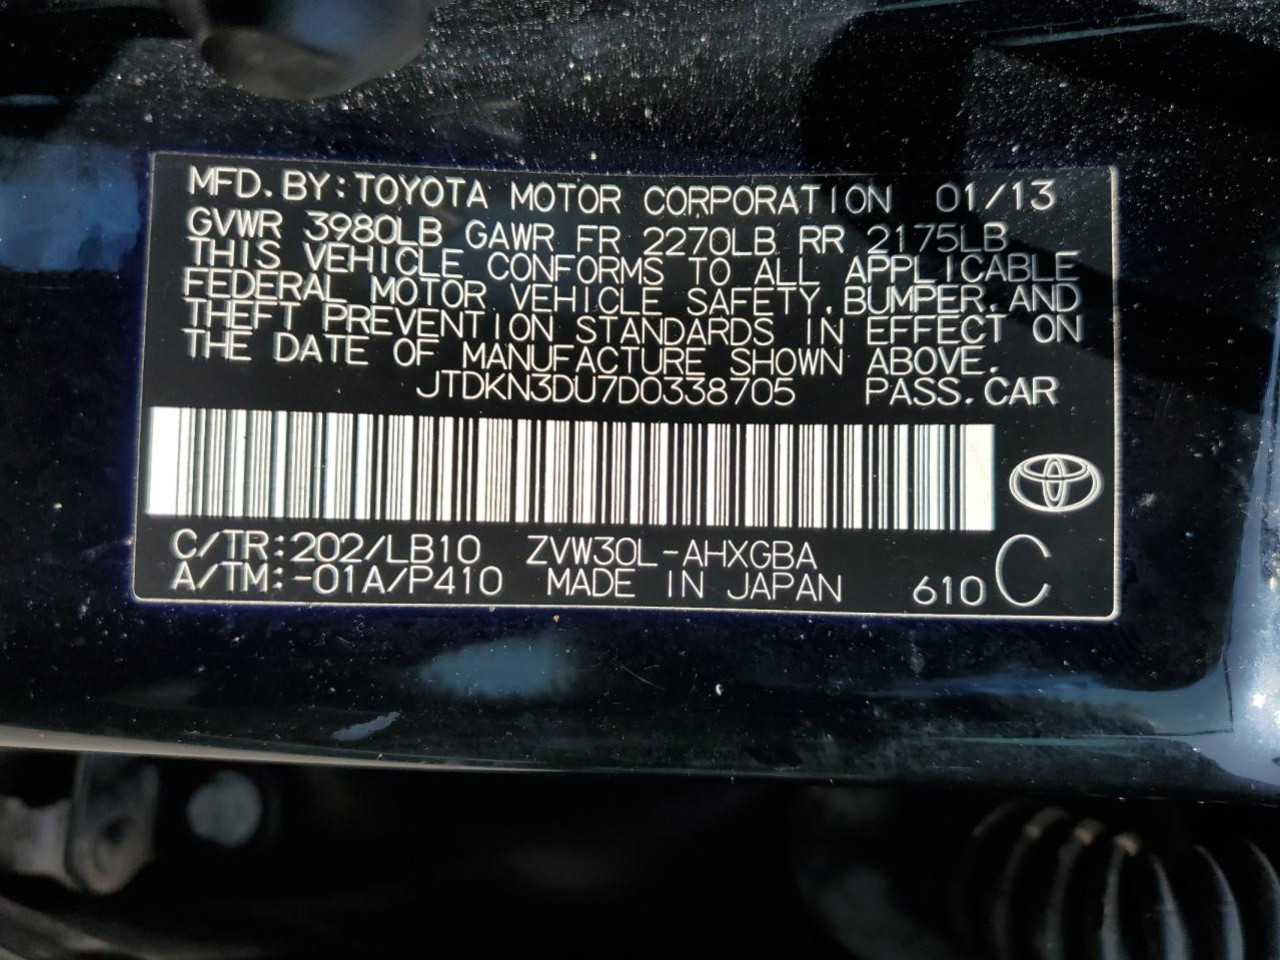 MFD.BY:TOYOTA MOTOR CORPORATION 01/13
GVWR 3980LB GAWR FR 2270LB RR 2175LB
THIS VEHICLE CONFORMS TO ALL APPLICABLE
FEDERAL MOTOR VEHICLE SAFETY,BUMPER,AND
THEFT PREVENTION STANDARDS IN EFFECT ON
THE DATE OF MANUFACTURE SHOWN ABOVE.
JTDKN3DU7D0338705 PASS.CAR
C/TR:202/LB10 ZVW30L-AHXGBA
A/TM:-01A/P410 MADE IN JAPAN 610 C